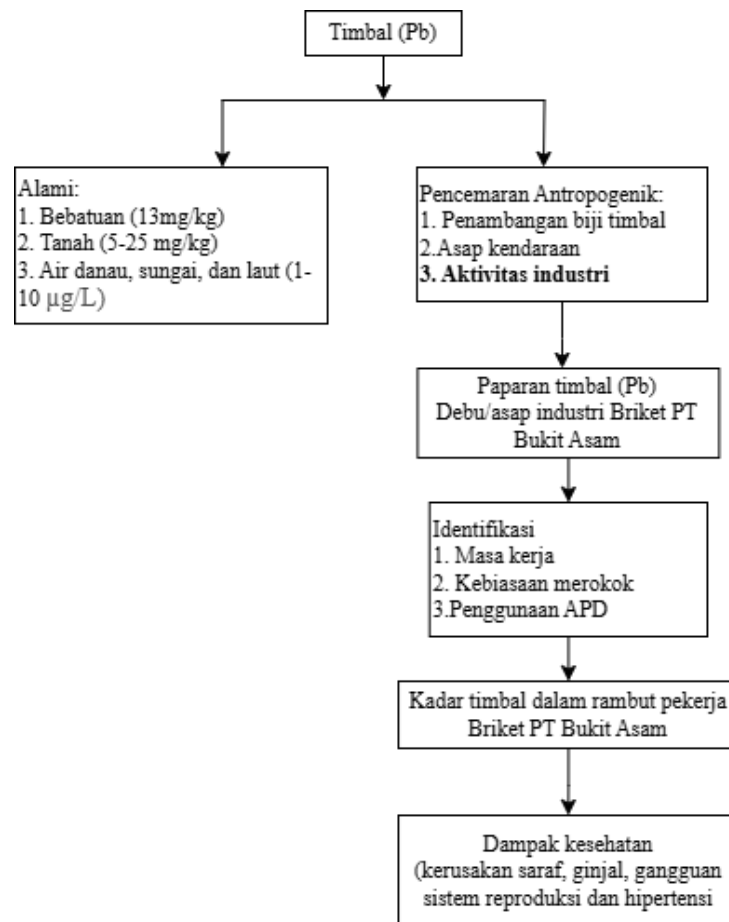 Timbal (Pb)
Alami:
1. Bebatuan (13mg/kg)
2. Tanah (5-25 mg/kg)
3. Air danau, sungai, dan laut (1-
10 µg/L)
Pencemaran Antropogenik:
1. Penambangan biji timbal
2.Asap kendaraan
3. Aktivitas industri
Paparan timbal (Pb)
Debu/asap industri Briket PT
Bukit Asam
Identifikasi
1. Masa kerja
2. Kebiasaan merokok
3.Penggunaan APD
Kadar timbal dalam rambut pekerja
Briket PT Bukit Asam
Dampak kesehatan
(kerusakan saraf, ginjal, gangguan
sistem reproduksi dan hipertensi